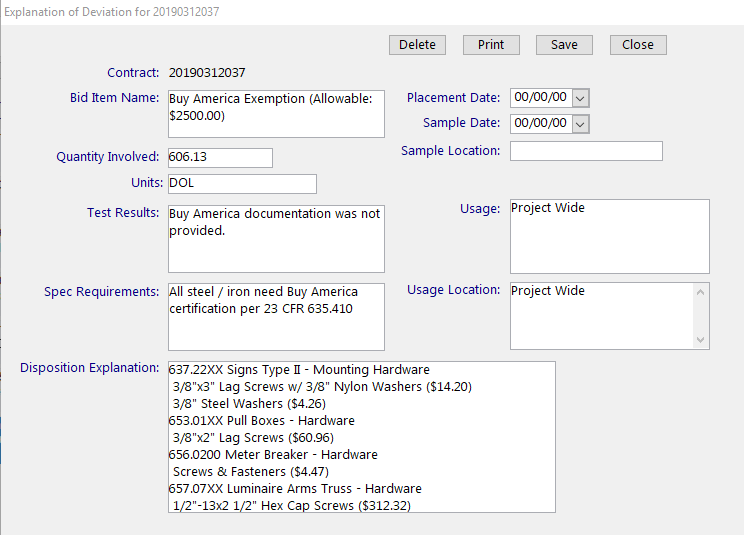 Explanation of Deviation for 20190312037
Delete
Print
Save
Close
Contract: 20190312037
Bid Item Name: Buy America Exemption (Allowable:
$2500.00)
Placement Date: 00/00/00
Sample Date: 00/00/00
Quantity Involved: 606.13
Sample Location:
Units: DOL
Test Results: Buy America documentation was not
provided.
Usage: Project Wide
Spec Requirements: All steel / iron need Buy America
certification per 23 CFR 635.410
Usage Location: Project Wide
Disposition Explanation: 637.22XX Signs Type II - Mounting Hardware
3/8"x3" Lag Screws w/ 3/8" Nylon Washers ($14.20)
3/8" Steel Washers ($4.26)
653.01XX Pull Boxes - Hardware
3/8"x2" Lag Screws ($60.96)
656.0200 Meter Breaker - Hardware
Screws & Fasteners ($4.47)
657.07XX Luminaire Arms Truss - Hardware
1/2"-13x2 1/2" Hex Cap Screws ($312.32)